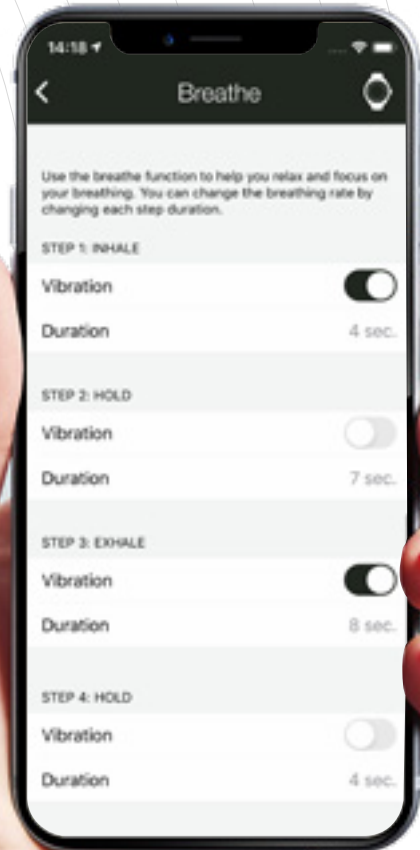 14:18
Breathe
Use the breathe function to help you relax and focus on
your breathing. You can change the breathing rate by
changing each step duration.
STEP 1: INHALE
Vibration
Duration 4 sec.
STEP 2: HOLD
Vibration
Duration 7 sec.
STEP 3: EXHALE
Vibration
Duration 8 sec.
STEP 4: HOLD
Vibration
Duration 4 sec.